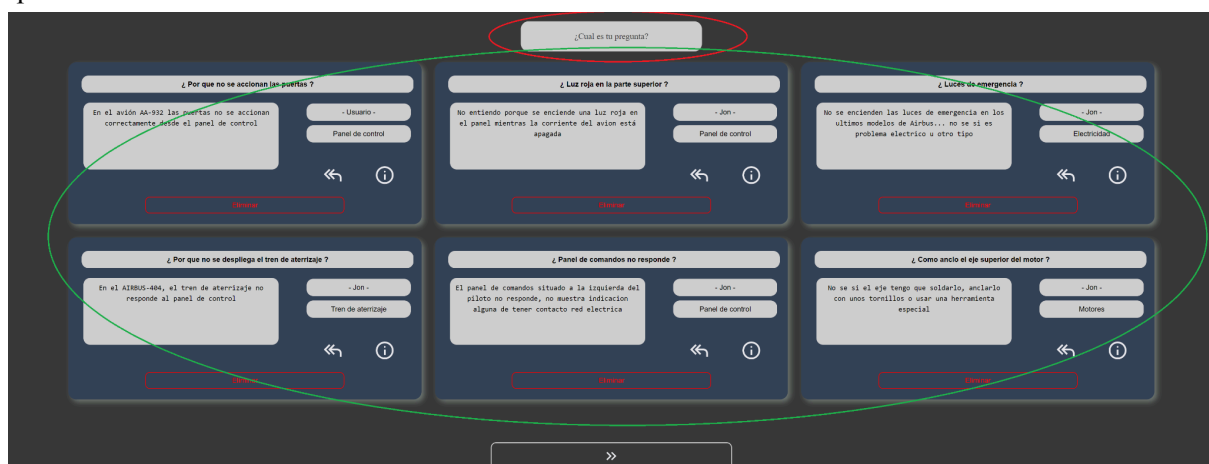 ¿Cual es tu pregunta?
¿ Por que no se accionan las puertas ?
En el avión AA-932 las puertas no se accionan
correctamente desde el panel de control
- Usuario -
Panel de control
Eliminar
¿ Luz roja en la parte superior ?
No entiendo porque se enciende una luz roja en
el panel mientras la corriente del avion está
apagada
- Jon -
Panel de control
Eliminar
¿ Luces de emergencia ?
No se encienden las luces de emergencia en los
ultimos modelos de Airbus... no se si es
problema electrico u otro tipo
- Jon -
Electricidad
Eliminar
¿ Por que no se despliega el tren de aterrizaje ?
En el AIRBUS-404, el tren de aterrizaje no
responde al panel de control
- Jon -
Tren de aterrizaje
Eliminar
¿ Panel de comandos no responde ?
El panel de comandos situado a la izquierda del
piloto no responde, no muestra indicacion
alguna de tener contacto red electrica
- Jon -
Panel de control
Eliminar
¿ Como anclo el eje superior del motor ?
No se si el eje tengo que soldarlo, anclarlo
con unos tornillos o usar una herramienta
especial
- Jon -
Motores
Eliminar